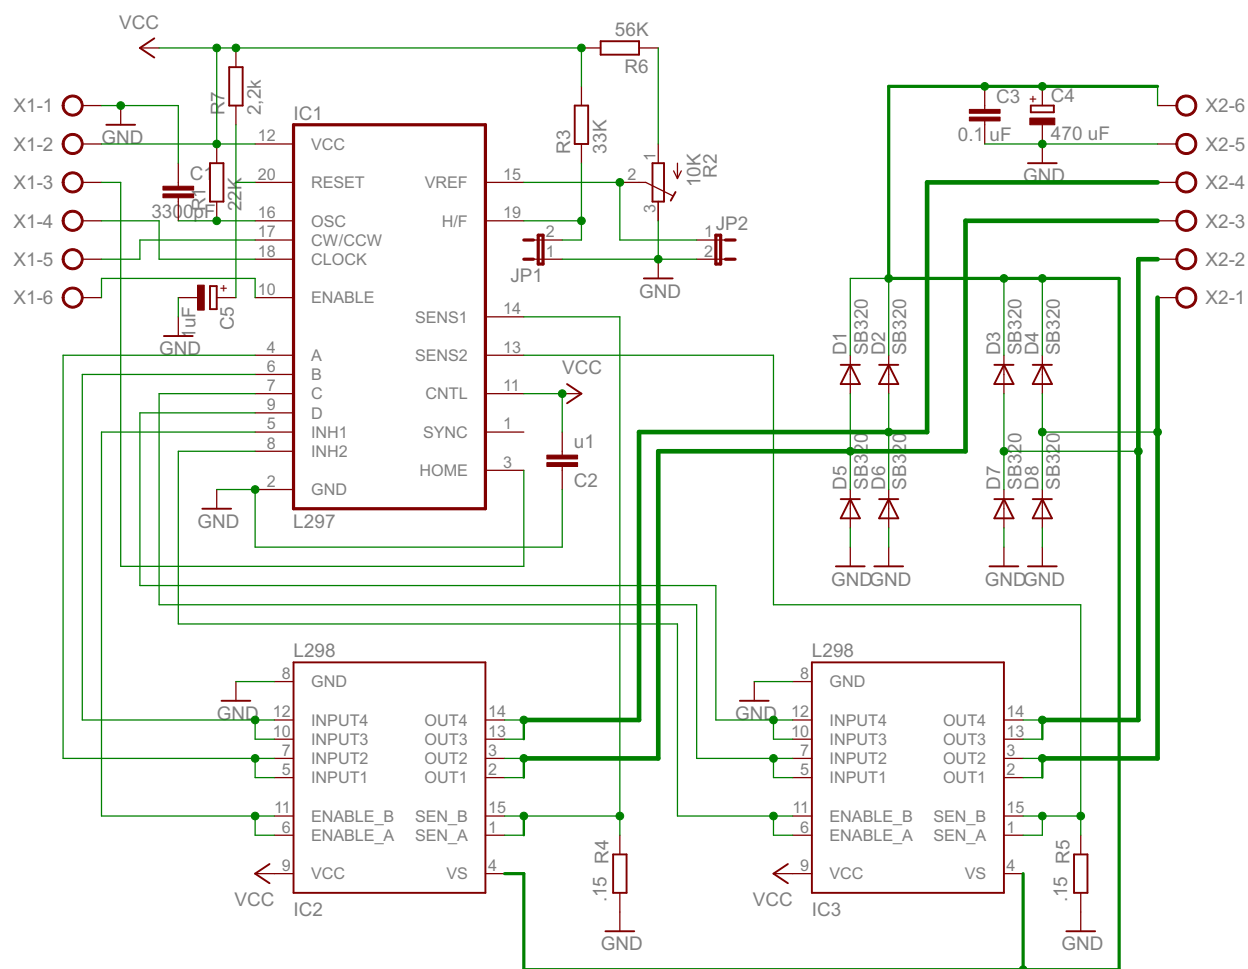 VCC
56K
R6
X1-1
X1-2
X1-3
X1-4
X1-5
X1-6
GND
R7
2,2k
C1
3300pF
R1
22K
1uF
C5
+
GND
IC1
12 VCC
20 RESET
16 OSC
17 CW/CCW
18 CLOCK
10 ENABLE
4 A
6 B
7 C
9 D
5 INH1
8 INH2
2 GND
GND
VREF 15
H/F 19
SENS1 14
SENS2 13
CNTL 11
SYNC 1
HOME 3
L297
R3
33K
1
2
3
10K
R2
2
1
JP1
JP2
1
2
GND
VCC
u1
C2
C3
0.1 uF
+
C4
470 uF
GND
X2-6
X2-5
X2-4
X2-3
X2-2
X2-1
D1
SB320
D2
SB320
D3
SB320
D4
SB320
D5
SB320
D6
SB320
D7
SB320
D8
SB320
GND
GND
GND
GND
L298
8 GND
GND
12 INPUT4
10 INPUT3
7 INPUT2
5 INPUT1
11 ENABLE_B
6 ENABLE_A
9 VCC
VCC
OUT4 14
OUT3 13
OUT2 3
OUT1 2
SEN_B 15
SEN_A 1
VS 4
IC2
R4
.15
GND
L298
8 GND
GND
12 INPUT4
10 INPUT3
7 INPUT2
5 INPUT1
11 ENABLE_B
6 ENABLE_A
9 VCC
VCC
OUT4 14
OUT3 13
OUT2 3
OUT1 2
SEN_B 15
SEN_A 1
VS 4
IC3
R5
.15
GND